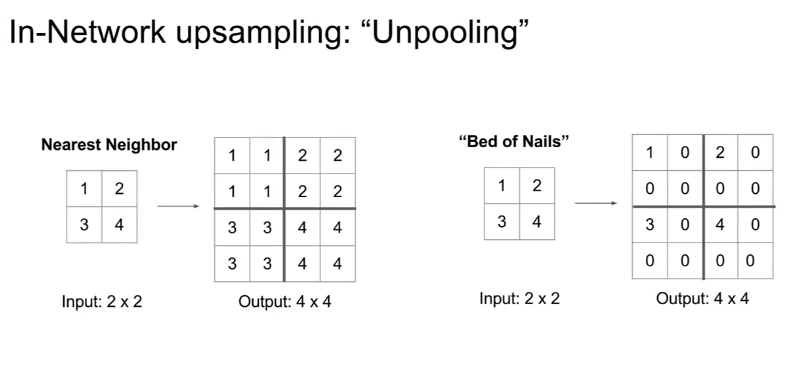 In-Network upsampling: “Unpooling”
Nearest Neighbor
1 2
3 4
Input: 2 x 2
1 1 2 2
1 1 2 2
3 3 4 4
3 3 4 4
Output: 4 x 4
“Bed of Nails”
1 2
3 4
Input: 2 x 2
1 0 2 0
0 0 0 0
3 0 4 0
0 0 0 0
Output: 4 x 4